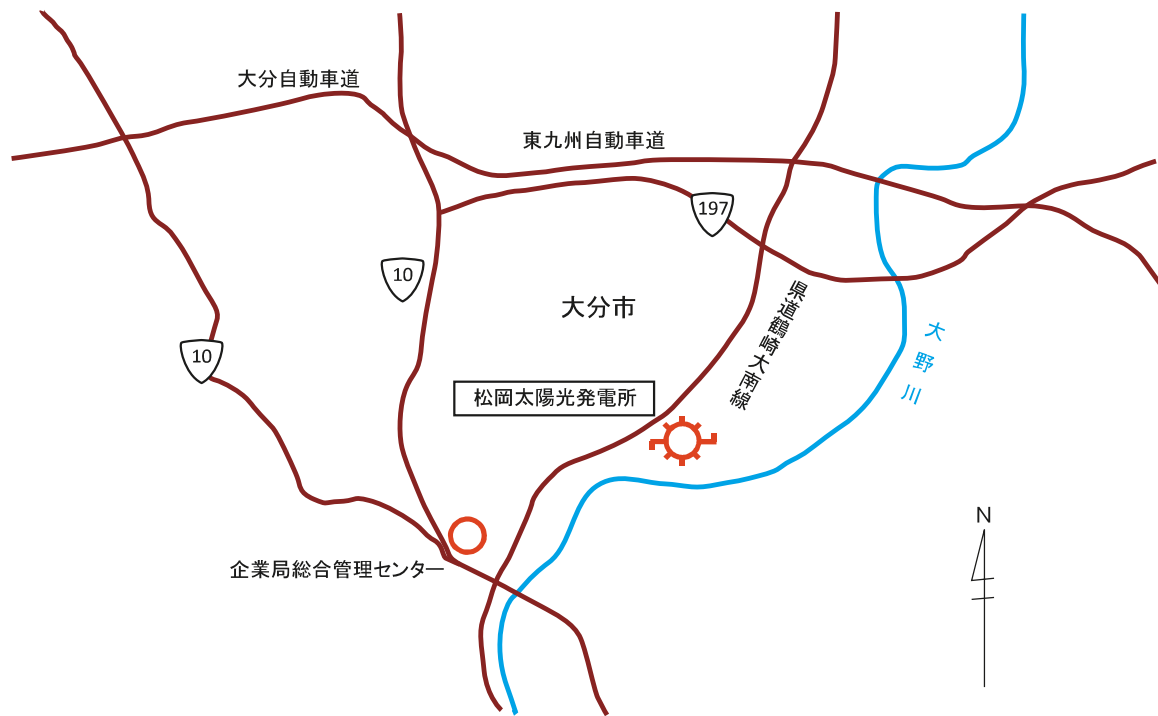 大分自動車道
東九州自動車道
197
10
大分市
県道鶴崎大南線
大野川
10
松岡太陽光発電所
N
企業局総合管理センター